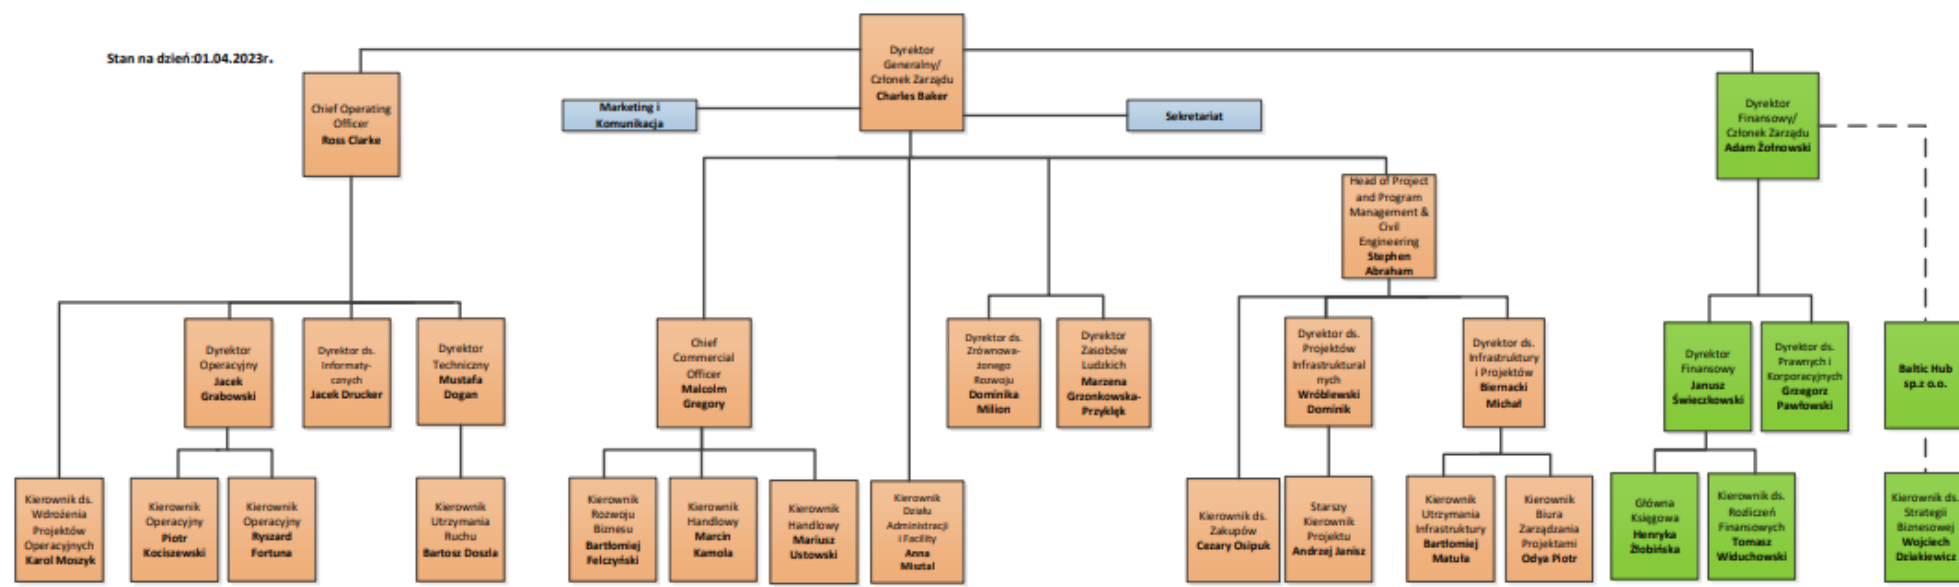 Stan na dzień:01.04.2023r.
Dyrektor
Generalny/
Członek Zarządu
Charles Baker
Chief Operating
Officer
Ross Clarke
Marketing i
Komunikacja
Sekretariat
Dyrektor
Finansowy/
Członek Zarządu
Adam Żołnowski
Head of Project
and Program
Management &
Civil
Engineering
Stephen
Abraham
Dyrektor
Operacyjny
Jacek
Grabowski
Dyrektor ds.
Informaty-
cznych
Jacek Drucker
Dyrektor
Techniczny
Mustafa
Dogan
Chief
Commercial
Officer
Malcolm
Gregory
Dyrektor ds.
Zrównowa-
żonego
Rozwoju
Dominika
Milion
Dyrektor
Zasobów
Ludzkich
Marzena
Grzonkowska-
Przyklęk
Dyrektor ds.
Projektów
Infrastruktural
nych
Wróblewski
Dominik
Dyrektor ds.
Infrastruktury
i Projektów
Biernacki
Michał
Dyrektor
Finansowy
Janusz
Świeczkowski
Dyrektor ds.
Prawnych i
Korporacyjnych
Grzegorz
Pawłowski
Baltic Hub
sp.z o.o.
Kierownik ds.
Wdrożenia
Projektów
Operacyjnych
Karol Moszyk
Kierownik
Operacyjny
Piotr
Kociszewski
Kierownik
Operacyjny
Ryszard
Fortuna
Kierownik
Utrzymania
Ruchu
Bartosz Doszla
Kierownik
Rozwoju
Biznesu
Bartłomiej
Felczyński
Kierownik
Handlowy
Marcin
Kamola
Kierownik
Handlowy
Mariusz
Ustowski
Kierownik
Działu
Administracji
i Facility
Anna
Misztal
Kierownik ds.
Zakupów
Cezary Osipuk
Starszy
Kierownik
Projektu
Andrzej Janisz
Kierownik
Utrzymania
Infrastruktury
Bartłomiej
Matuła
Kierownik
Biura
Zarządzania
Projektami
Odya Piotr
Główna
Księgowa
Henryka
Żłobińska
Kierownik ds.
Rozliczeń
Finansowych
Tomasz
Widuchowski
Kierownik ds.
Strategii
Biznesowej
Wojciech
Dziakiewicz